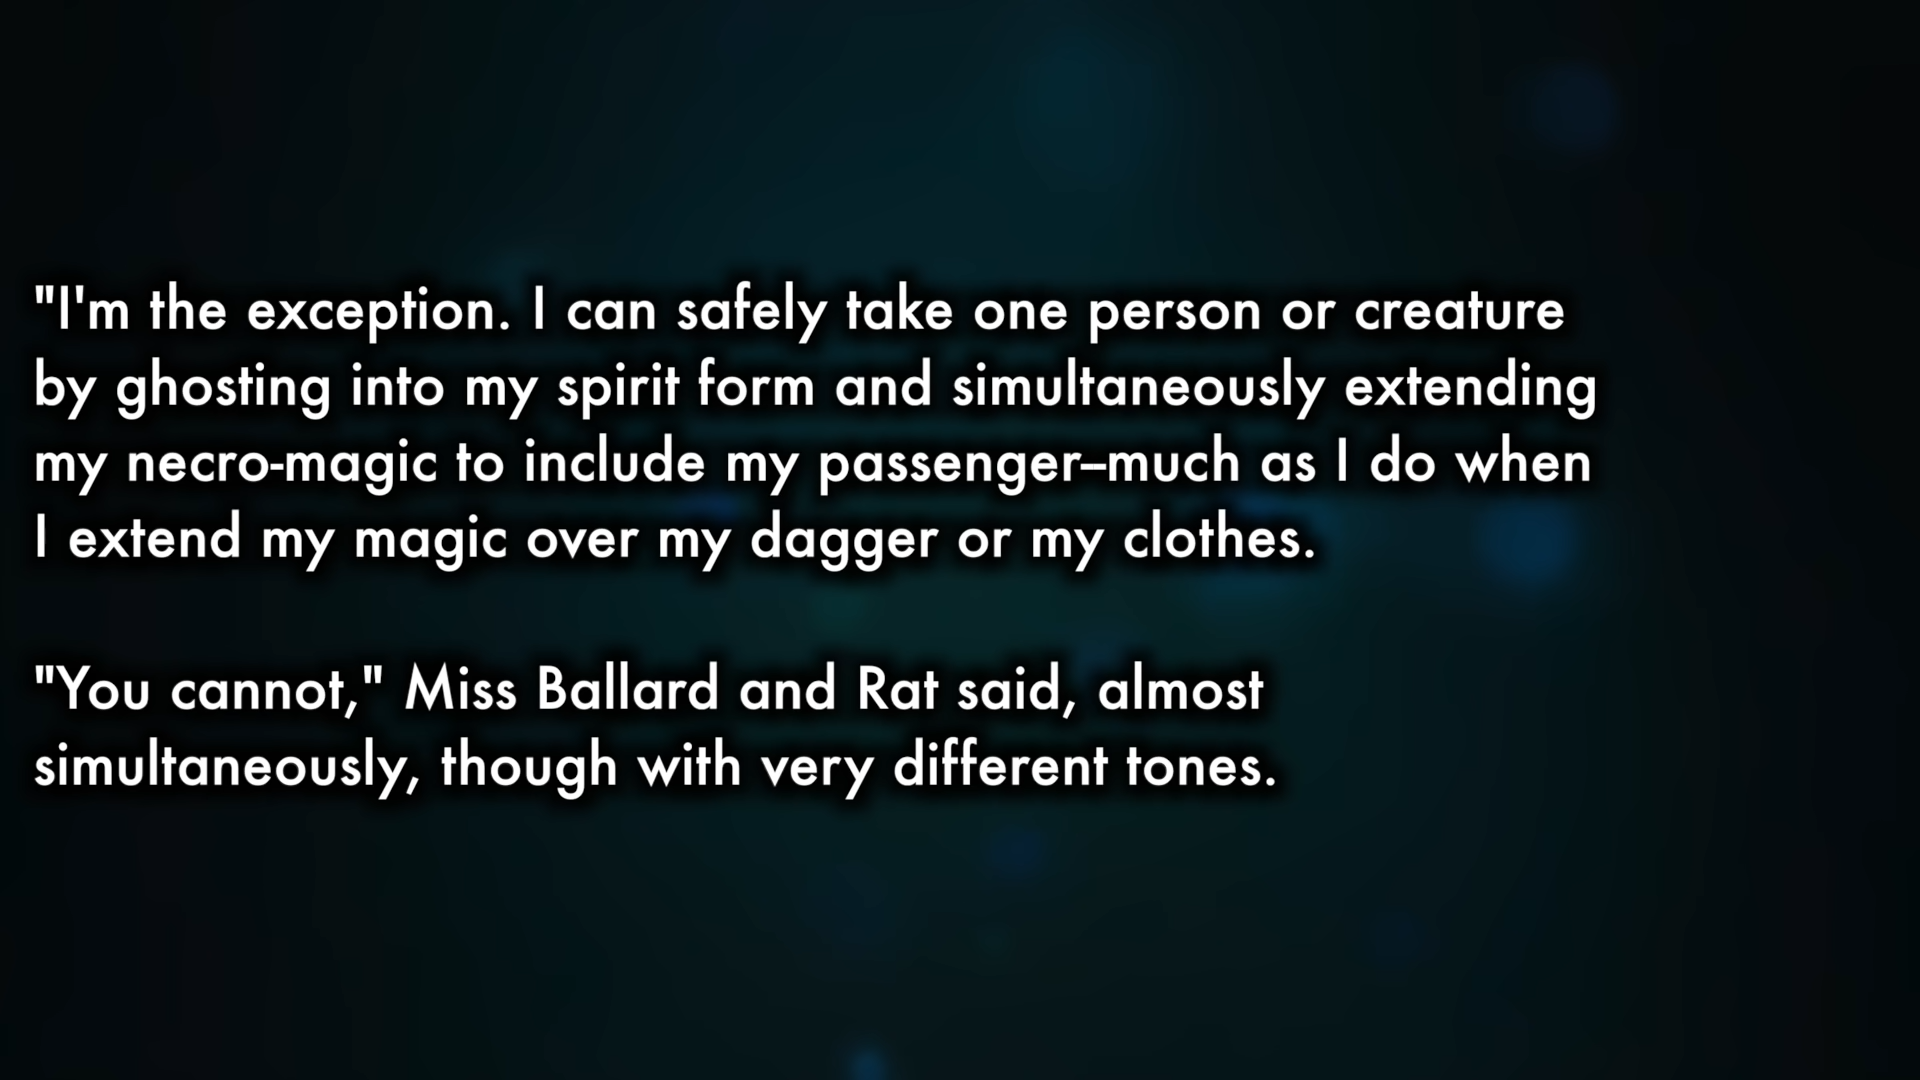 "I'm the exception. I can safely take one person or creature
by ghosting into my spirit form and simultaneously extending
my necro-magic to include my passenger--much as I do when
I extend my magic over my dagger or my clothes.
"You cannot," Miss Ballard and Rat said, almost
simultaneously, though with very different tones.